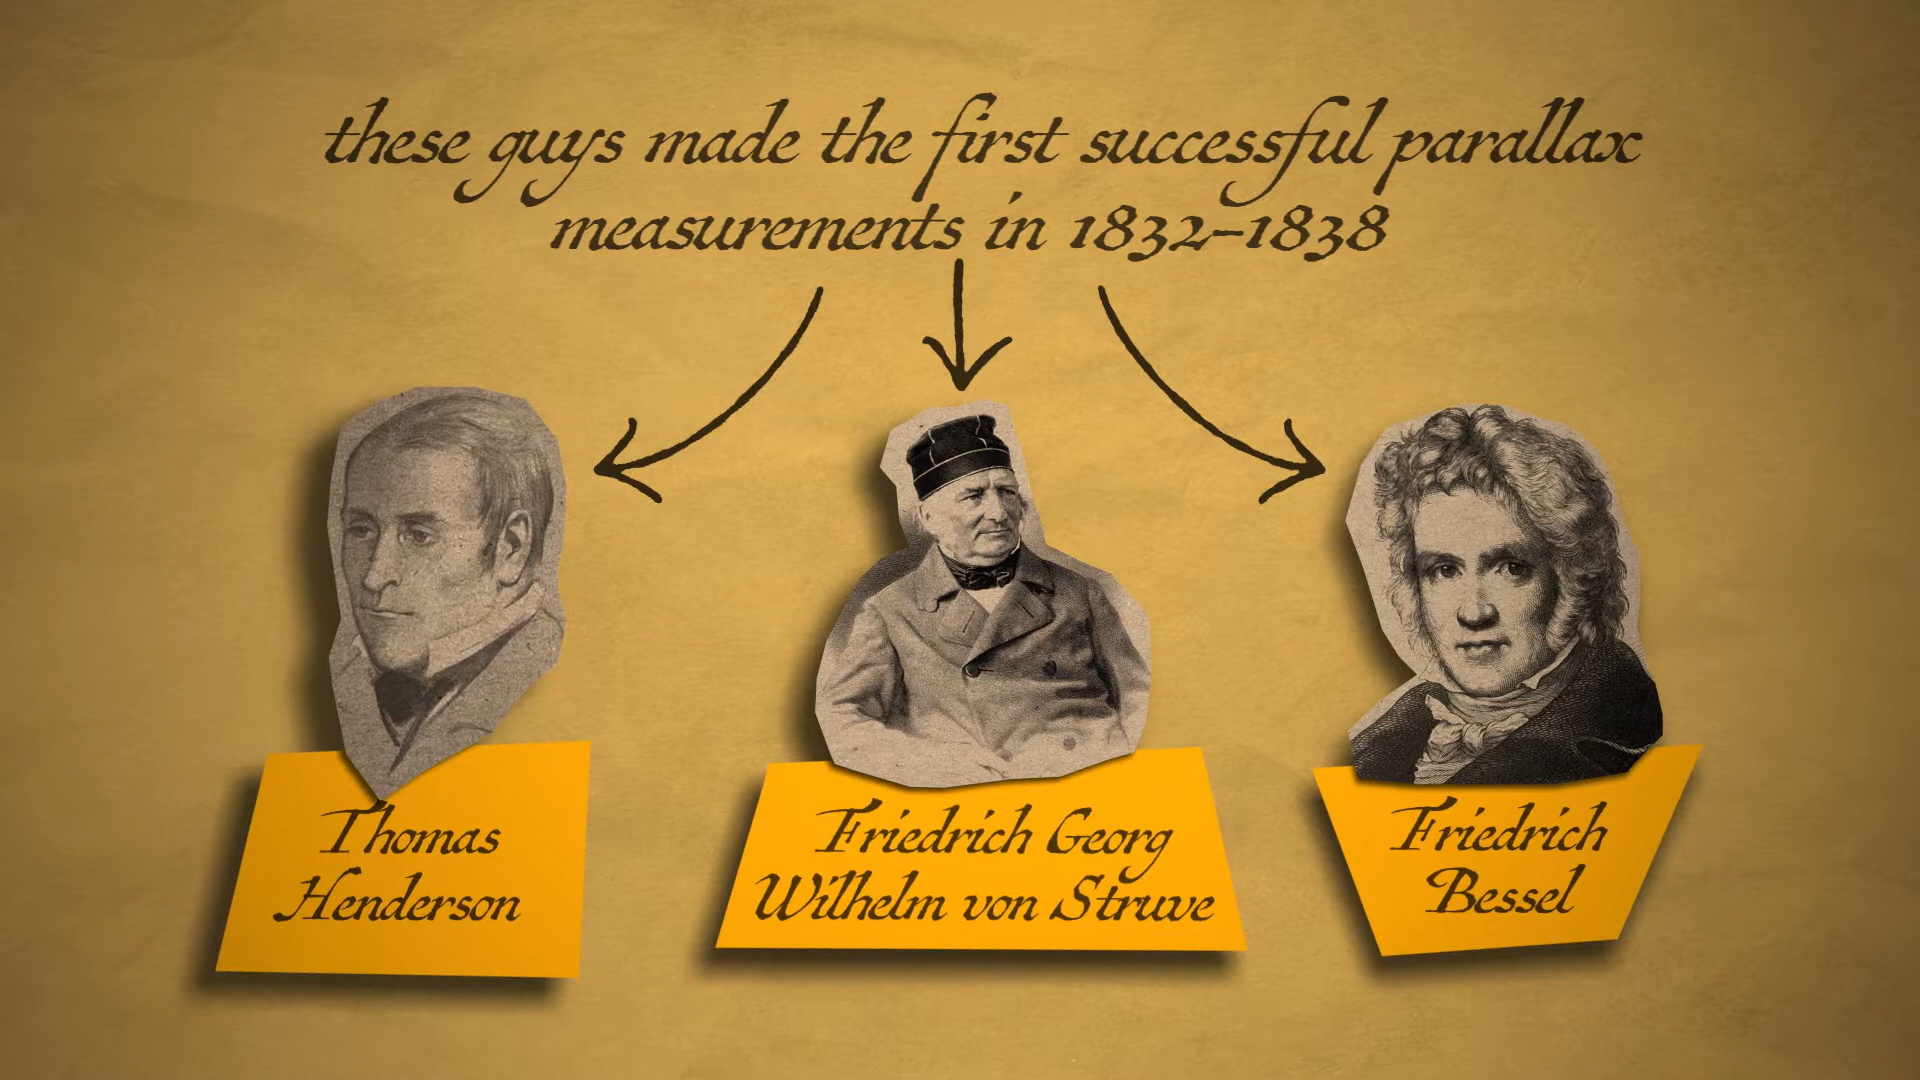 these guys made the first successful parallax
measurements in 1832–1838
Thomas
Henderson
Friedrich Georg
Wilhelm von Struve
Friedrich
Bessel